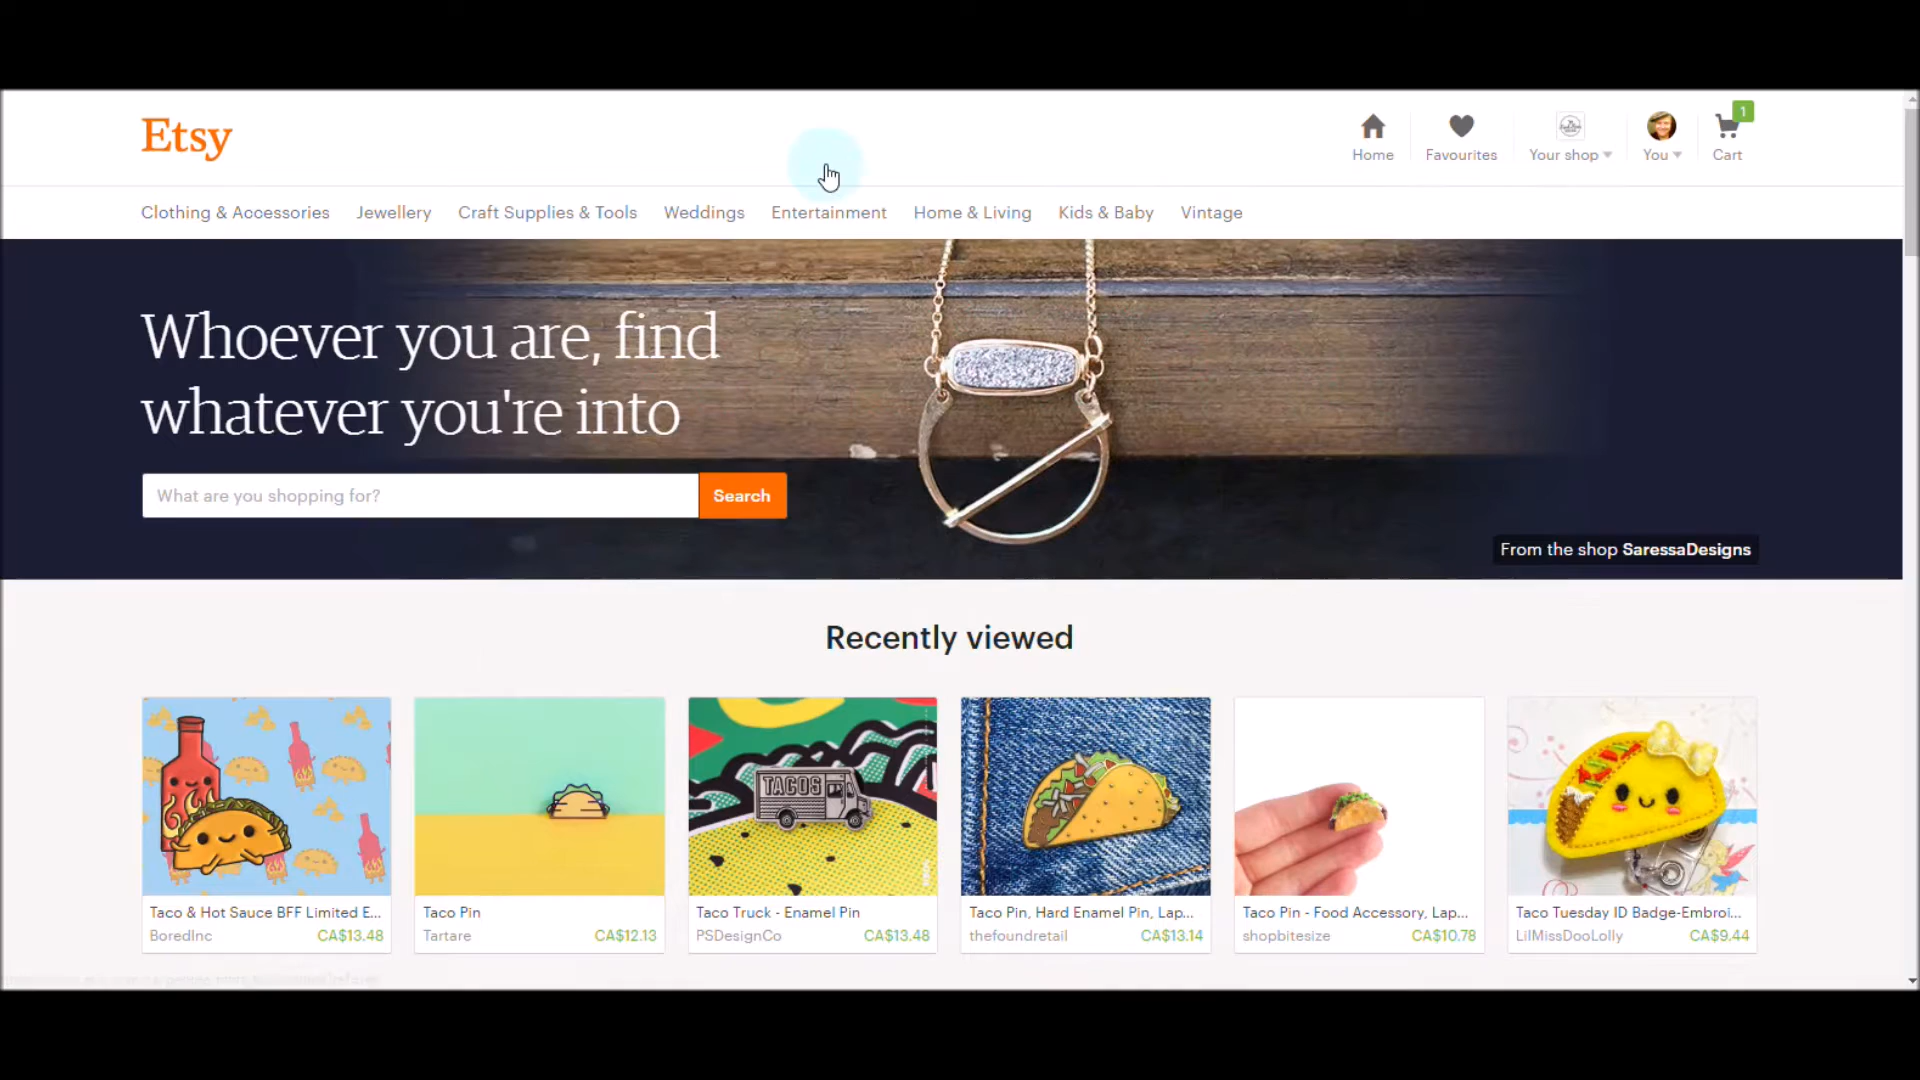 Etsy
1
Home
Favourites
Your shop
You
Cart
Clothing & Accessories
Jewellery
Craft Supplies & Tools
Weddings
Entertainment
Home & Living
Kids & Baby
Vintage
Whoever you are, find
whatever you're into
What are you shopping for?
Search
From the shop SaressaDesigns
Recently viewed
TACOS
Taco & Hot Sauce BFF Limited E...
BoredInc CA$13.48
Taco Pin
Tartare CA$12.13
Taco Truck - Enamel Pin
PSDesignCo CA$13.48
Taco Pin, Hard Enamel Pin, Lap...
thefoundretail CA$13.14
Taco Pin - Food Accessory, Lap...
shopbitesize CA$10.78
Taco Tuesday ID Badge-Embroi...
LilMissDooLolly CA$9.44